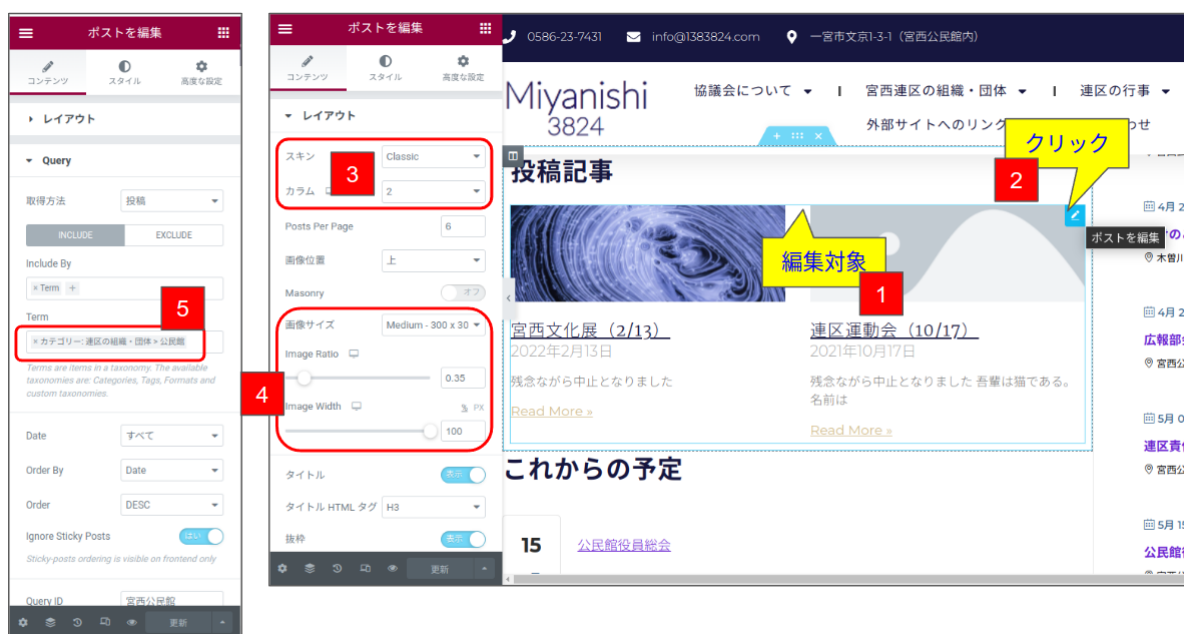 ポストを編集
コンテンツ
スタイル
高度な設定
レイアウト
Query
取得方法
投稿
INCLUDE
EXCLUDE
Include By
× Term +
Term
5
× カテゴリー: 連区の組織・団体 > 公民館
Terms are items in a taxonomy. The available
taxonomies are: Categories, Tags, Formats and
custom taxonomies.
Date
すべて
Order By
Date
Order
DESC
Ignore Sticky Posts
はい
Sticky-posts ordering is visible on frontend only
Query ID
宮西公民館
更新
ポストを編集
コンテンツ
スタイル
高度な設定
レイアウト
スキン
Classic
3
カラム
2
Posts Per Page
6
画像位置
上
Masonry
オフ
画像サイズ
Medium - 300 x 30
Image Ratio
0.35
4
Image Width
% PX
100
タイトル
表示
タイトル HTML タグ
H3
抜粋
表示
更新
0586-23-7431
info@1383824.com
一宮市文京1-3-1（宮西公民館内）
Miyanishi
3824
協議会について
宮西連区の組織・団体
連区の行事
外部サイトへのリンク
わせ
クリック
2
投稿記事
ポストを編集
編集対象
1
宮西文化展（2/13）
2022年2月13日
残念ながら中止となりました
Read More »
連区運動会（10/17）
2021年10月17日
残念ながら中止となりました 吾輩は猫である。
名前は
Read More »
これからの予定
15
公民館役員総会
4月 2
のこ
木曽川
4月 2
広報部
宮西公
5月 0
連区責
宮西公
5月 15
公民館